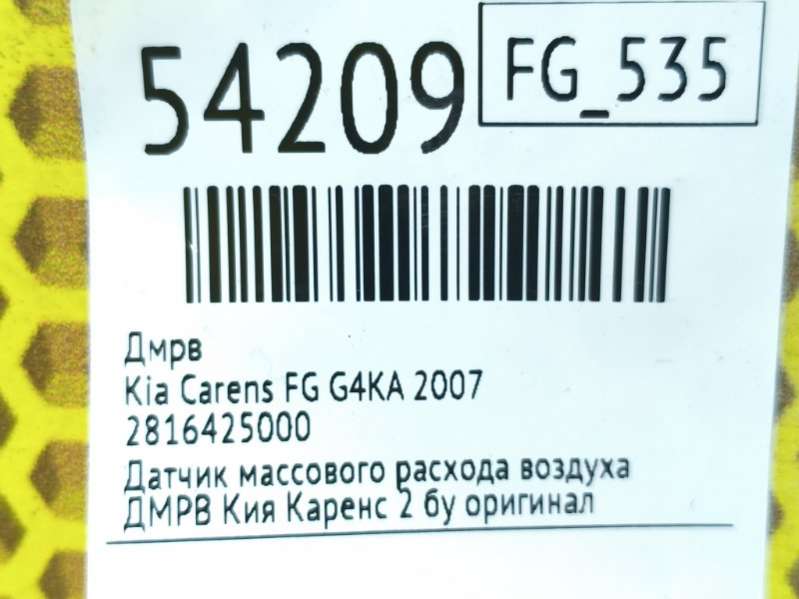 54209
FG_535
Дмрв
Kia Carens FG G4KA 2007
2816425000
Датчик массового расхода воздуха
ДМРВ Кия Каренс 2 бу оригинал